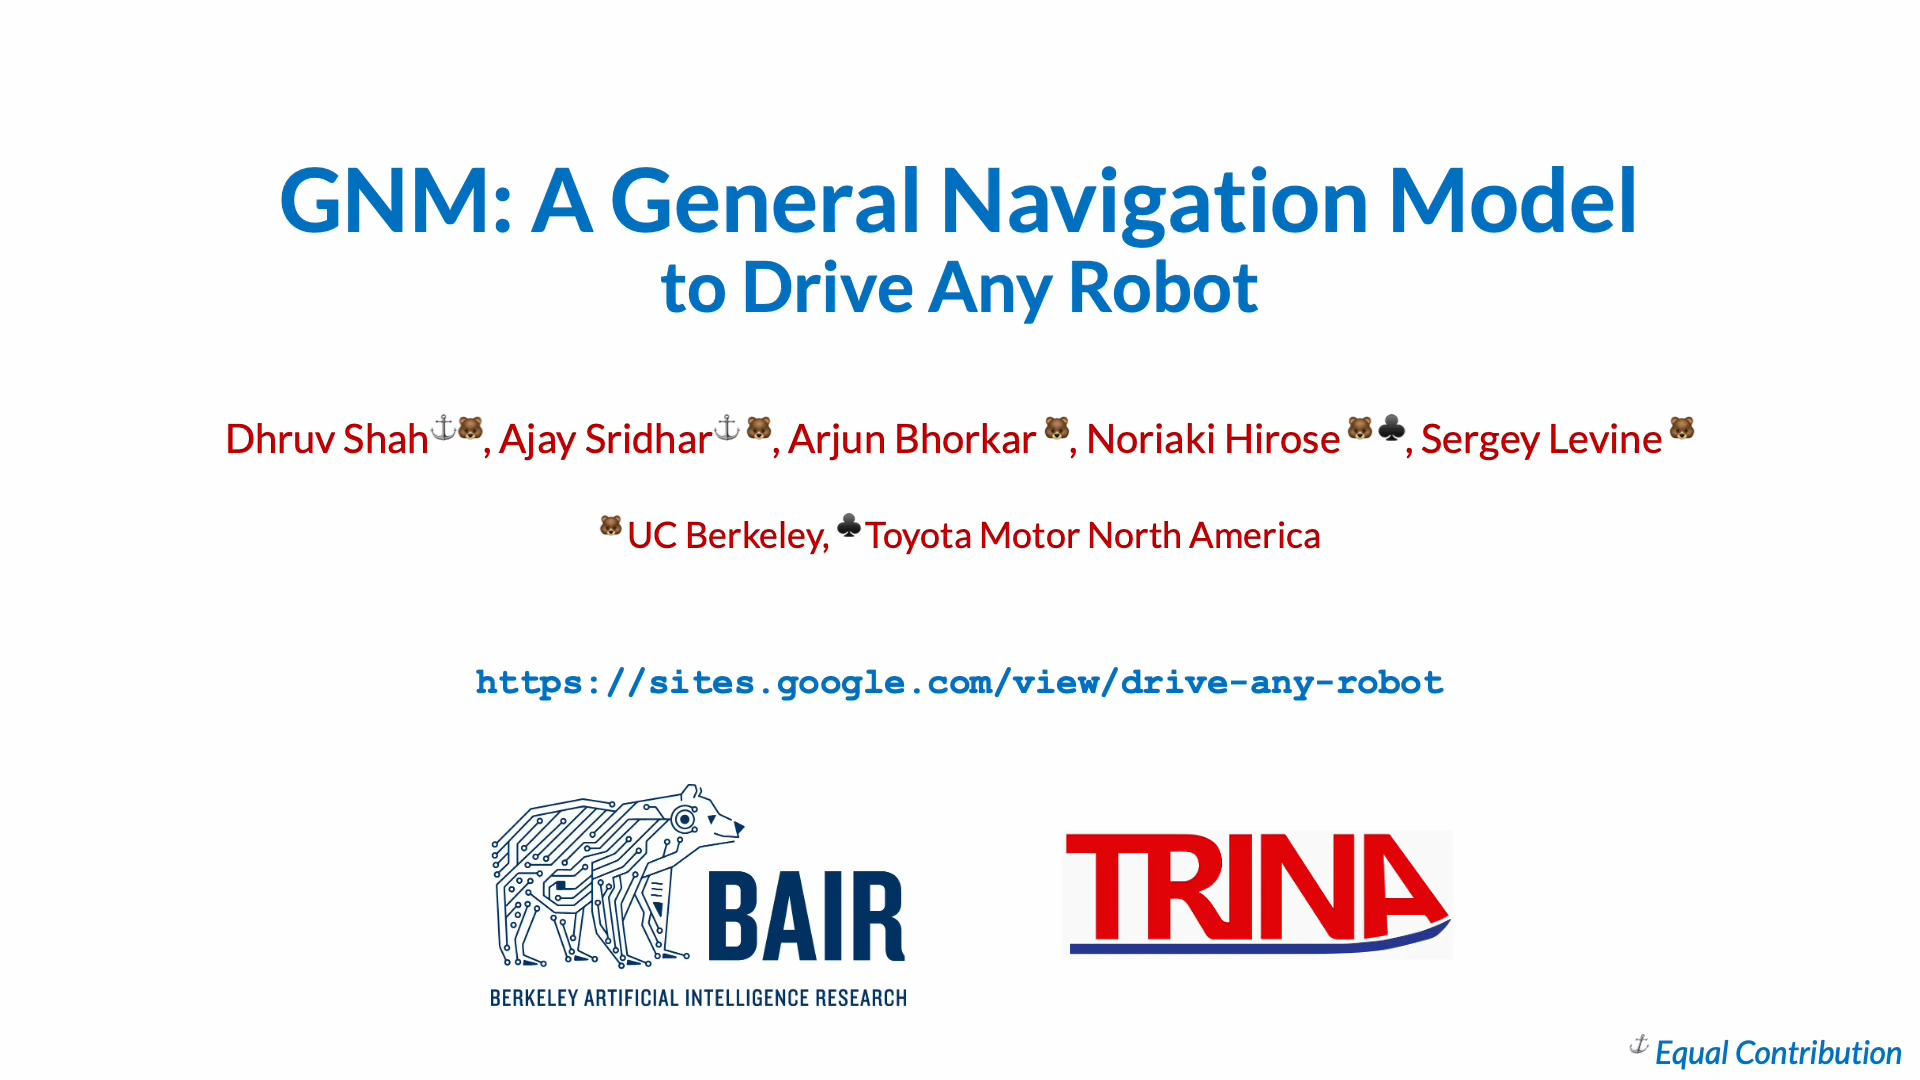 GNM: A General Navigation Model
to Drive Any Robot
Dhruv Shah⚓🐻, Ajay Sridhar⚓🐻, Arjun Bhorkar🐻, Noriaki Hirose🐻♣, Sergey Levine🐻
🐻UC Berkeley, ♣Toyota Motor North America
https://sites.google.com/view/drive-any-robot
BAIR
BERKELEY ARTIFICIAL INTELLIGENCE RESEARCH
TRINA
⚓ Equal Contribution